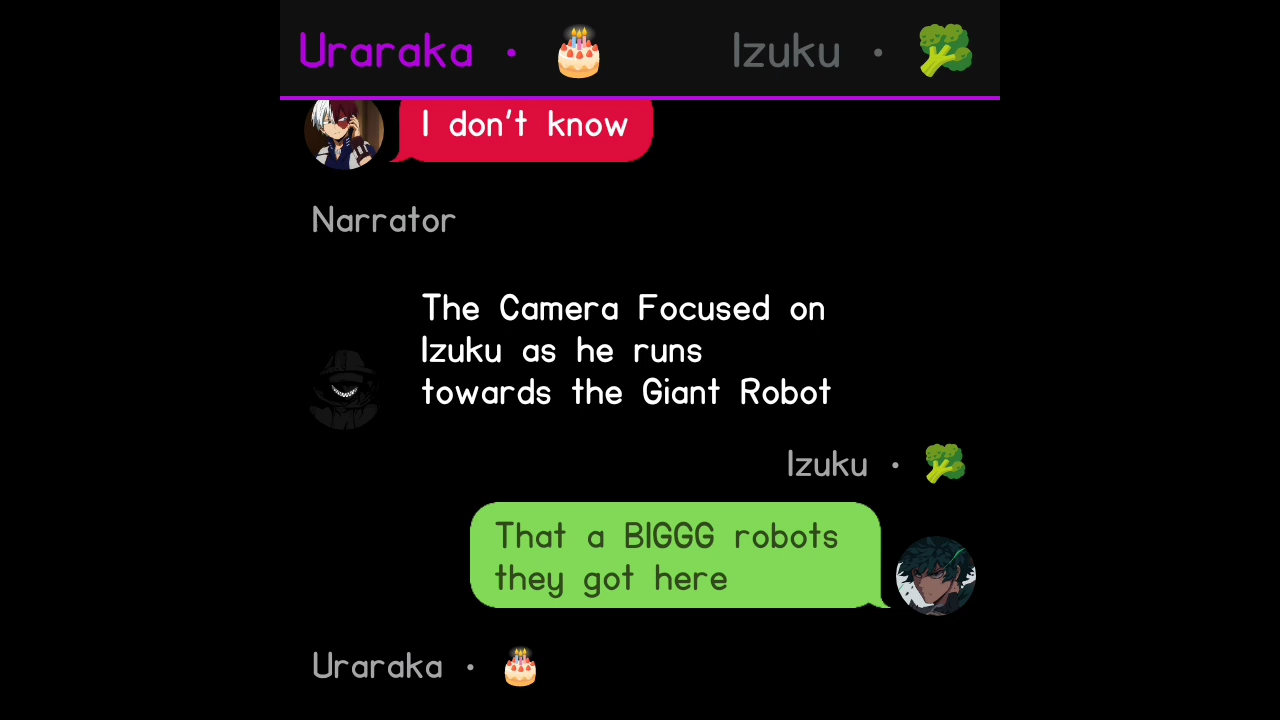 Uraraka · 🎂 Izuku · 🥦
I don't know
Narrator
The Camera Focused on
Izuku as he runs
towards the Giant Robot
Izuku · 🥦
That a BIGGG robots
they got here
Uraraka · 🎂